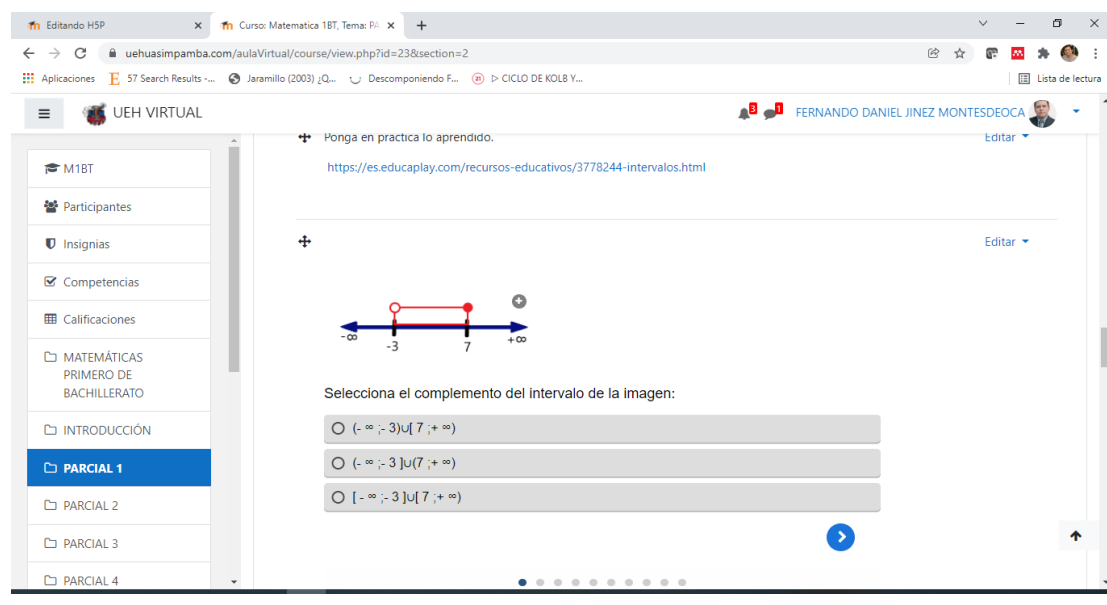 Editando H5P
Curso: Matematica 1BT, Tema: PA
uehuasimpamba.com/aulaVirtual/course/view.php?id=23&section=2
Aplicaciones
57 Search Results -...
Jaramillo (2003) ¿Q...
Descomponiendo F...
▷ CICLO DE KOLB Y...
Lista de lectura
UEH VIRTUAL
3
1
FERNANDO DANIEL JINEZ MONTESDEOCA
Ponga en practica lo aprendido.
Editar
https://es.educaplay.com/recursos-educativos/3778244-intervalos.html
M1BT
Participantes
Insignias
Competencias
Calificaciones
MATEMÁTICAS
PRIMERO DE
BACHILLERATO
INTRODUCCIÓN
PARCIAL 1
PARCIAL 2
PARCIAL 3
PARCIAL 4
Editar
-∞
-3
7
+∞
Selecciona el complemento del intervalo de la imagen:
(- ∞ ;- 3)∪[ 7 ;+ ∞)
(- ∞ ;- 3 ]∪(7 ;+ ∞)
[ - ∞ ;- 3 ]∪[ 7 ;+ ∞)